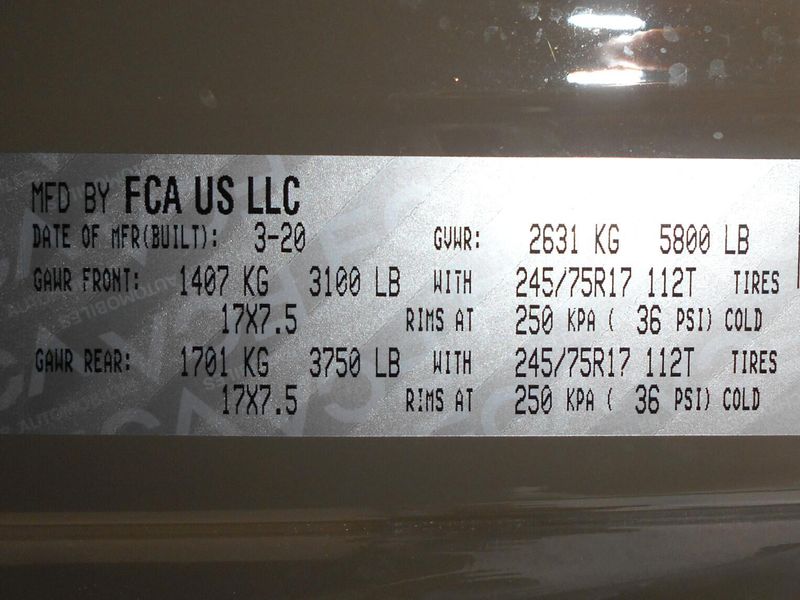 MFD BY FCA US LLC
DATE OF MFR(BUILT): 3-20 GVWR: 2631 KG 5800 LB
GAWR FRONT: 1407 KG 3100 LB WITH 245/75R17 112T TIRES
17X7.5 RIMS AT 250 KPA ( 36 PSI) COLD
GAWR REAR: 1701 KG 3750 LB WITH 245/75R17 112T TIRES
17X7.5 RIMS AT 250 KPA ( 36 PSI) COLD